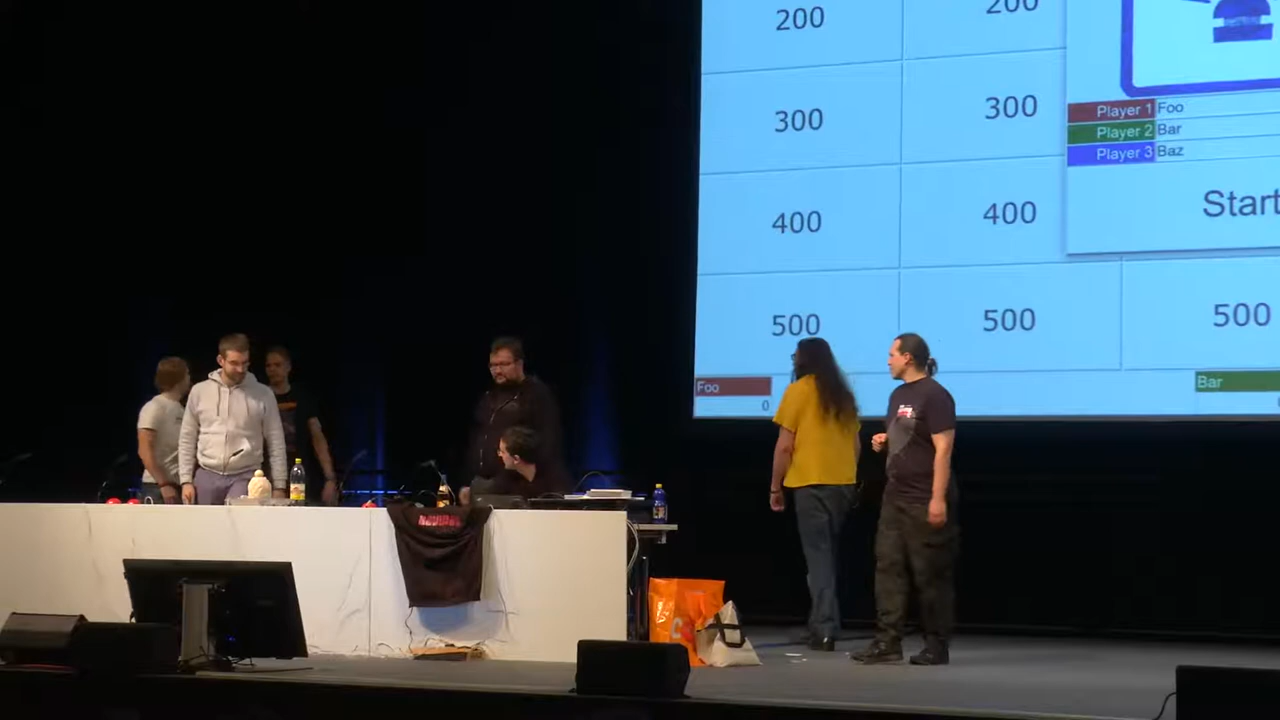 200 200
300 300
Player 1 Foo
Player 2 Bar
Player 3 Baz
400 400
Start
500 500 500
Foo
0
Bar